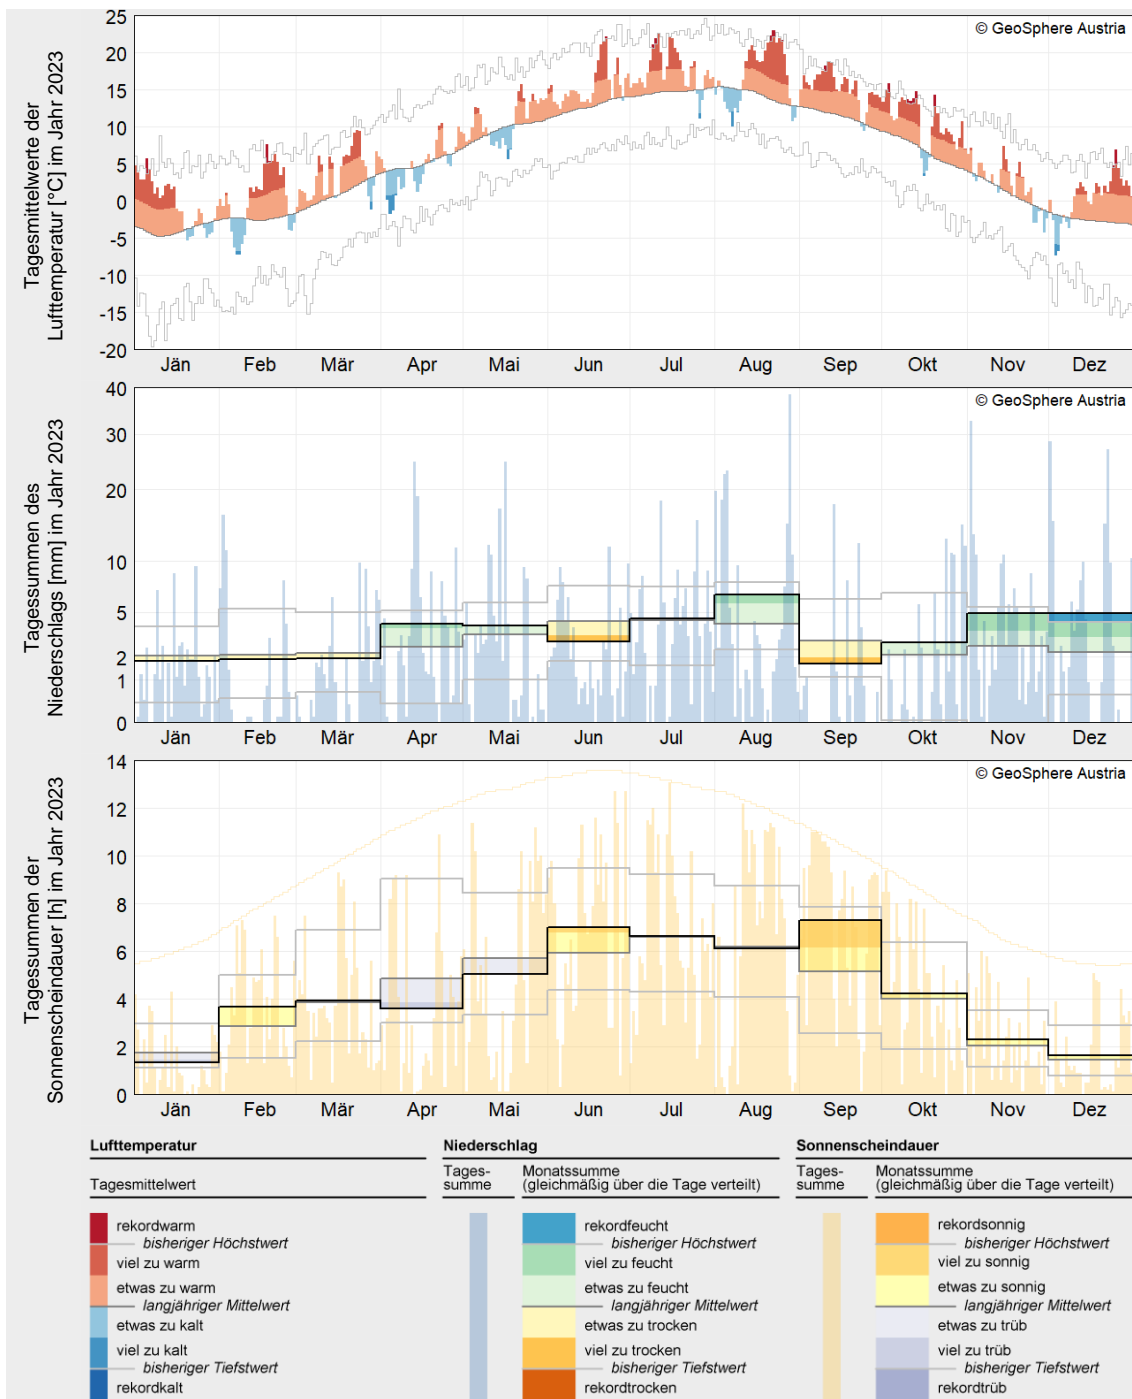 Tagesmittelwerte der
Lufttemperatur [°C] im Jahr 2023
25
20
15
10
5
0
-5
-10
-15
-20
© GeoSphere Austria
Jän Feb Mär Apr Mai Jun Jul Aug Sep Okt Nov Dez
Tagessummen des
Niederschlags [mm] im Jahr 2023
40
30
20
10
5
2
1
0
© GeoSphere Austria
Jän Feb Mär Apr Mai Jun Jul Aug Sep Okt Nov Dez
Tagessummen der
Sonnenscheindauer [h] im Jahr 2023
14
12
10
8
6
4
2
0
© GeoSphere Austria
Jän Feb Mär Apr Mai Jun Jul Aug Sep Okt Nov Dez
Lufttemperatur
Tagesmittelwert
rekordwarm
bisheriger Höchstwert
viel zu warm
etwas zu warm
langjähriger Mittelwert
etwas zu kalt
viel zu kalt
bisheriger Tiefstwert
rekordkalt
Niederschlag
Tages-
summe
Monatssumme
(gleichmäßig über die Tage verteilt)
rekordfeucht
bisheriger Höchstwert
viel zu feucht
etwas zu feucht
langjähriger Mittelwert
etwas zu trocken
viel zu trocken
bisheriger Tiefstwert
rekordtrocken
Sonnenscheindauer
Tages-
summe
Monatssumme
(gleichmäßig über die Tage verteilt)
rekordsonnig
bisheriger Höchstwert
viel zu sonnig
etwas zu sonnig
langjähriger Mittelwert
etwas zu trüb
viel zu trüb
bisheriger Tiefstwert
rekordtrüb